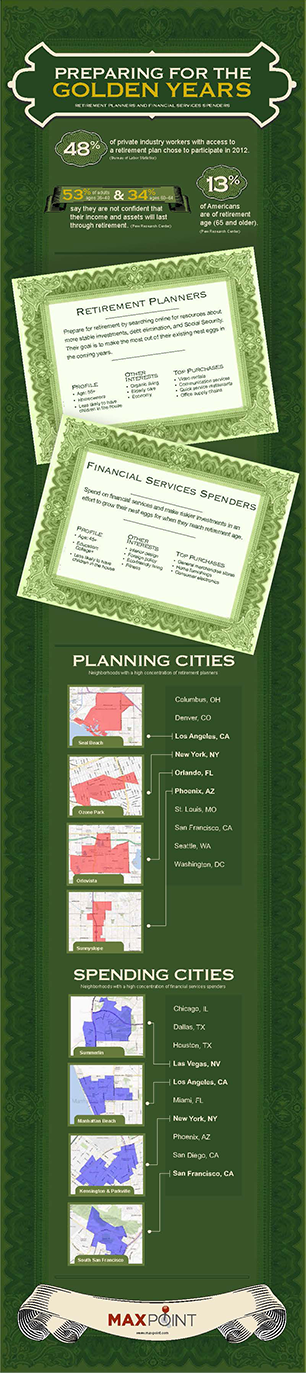 PREPARING FOR THE
GOLDEN YEARS
RETIREMENT PLANNERS AND FINANCIAL SERVICES SPENDERS
48%
of private industry workers with access to
a retirement plan chose to participate in 2012.
(Bureau of Labor Statistics)
53% of adults
& 34%
say they are not confident that
their income and assets will last
through retirement. (Pew Research Center)
13%
of Americans
are of retirement
age (65 and older).
(Pew Research Center)
RETIREMENT PLANNERS
Prepare for retirement by searching online for resources about
more stable investments, debt elimination, and Social Security.
Their goal is to make the most out of their existing nest eggs in
the coming years.
PROFILE
• Age: 55+
• Homeowners
• Less likely to have
children in the house
OTHER
INTERESTS
• Organic living
• Elderly care
• Economy
TOP PURCHASES
• Video rentals
• Communication services
• Quick service restaurants
• Office supply chains
FINANCIAL SERVICES SPENDERS
Spend on financial services and make riskier investments in an
effort to grow their nest eggs for when they reach retirement age.
PROFILE
• Age: 45+
• Education:
College+
• Less likely to have
children in the house
OTHER
INTERESTS
• Interior design
• Foreign policy
• Eco-friendly living
• Fitness
TOP PURCHASES
• General merchandise stores
• Home furnishings
• Consumer electronics
PLANNING CITIES
Neighborhoods with a high concentration of retirement planners
Seal Beach
Ozone Park
Orlovista
Sunnyslope
Columbus, OH
Denver, CO
Los Angeles, CA
New York, NY
Orlando, FL
Phoenix, AZ
St. Louis, MO
San Francisco, CA
Seattle, WA
Washington, DC
SPENDING CITIES
Neighborhoods with a high concentration of financial services spenders
Summerlin
Manhattan Beach
Kensington & Parkville
South San Francisco
Chicago, IL
Dallas, TX
Houston, TX
Las Vegas, NV
Los Angeles, CA
Miami, FL
New York, NY
Phoenix, AZ
San Diego, CA
San Francisco, CA
MAXPOINT
www.maxpoint.com